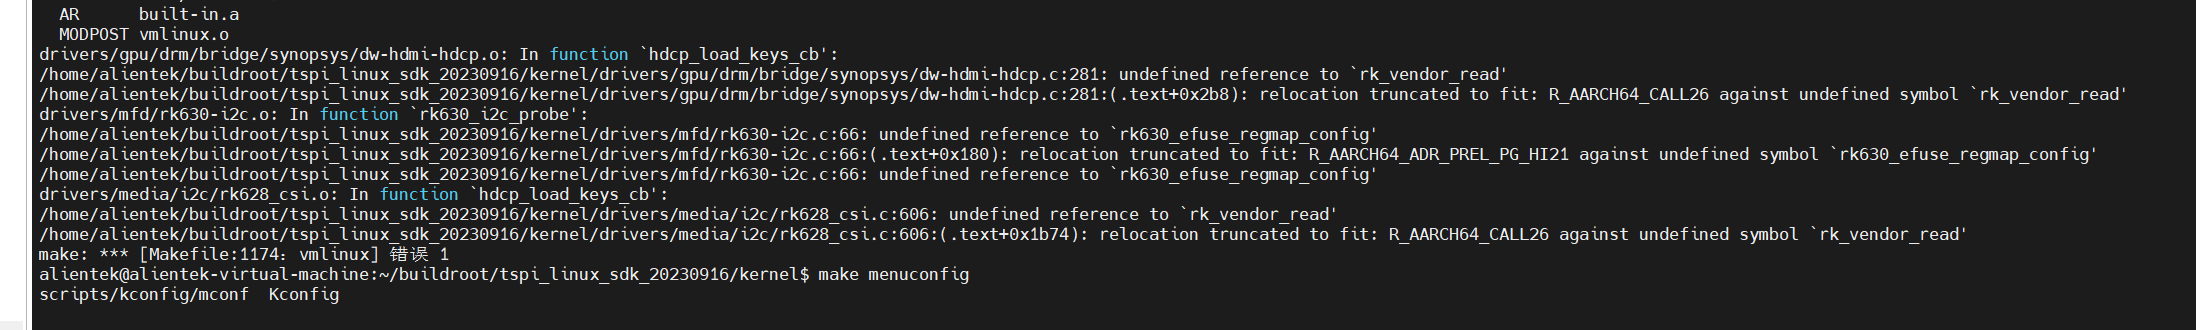 AR      built-in.a
MODPOST vmlinux.o
drivers/gpu/drm/bridge/synopsys/dw-hdmi-hdcp.o: In function `hdcp_load_keys_cb':
/home/alientek/buildroot/tspi_linux_sdk_20230916/kernel/drivers/gpu/drm/bridge/synopsys/dw-hdmi-hdcp.c:281: undefined reference to `rk_vendor_read'
/home/alientek/buildroot/tspi_linux_sdk_20230916/kernel/drivers/gpu/drm/bridge/synopsys/dw-hdmi-hdcp.c:281:(.text+0x2b8): relocation truncated to fit: R_AARCH64_CALL26 against undefined symbol `rk_vendor_read'
drivers/mfd/rk630-i2c.o: In function `rk630_i2c_probe':
/home/alientek/buildroot/tspi_linux_sdk_20230916/kernel/drivers/mfd/rk630-i2c.c:66: undefined reference to `rk630_efuse_regmap_config'
/home/alientek/buildroot/tspi_linux_sdk_20230916/kernel/drivers/mfd/rk630-i2c.c:66:(.text+0x180): relocation truncated to fit: R_AARCH64_ADR_PREL_PG_HI21 against undefined symbol `rk630_efuse_regmap_config'
/home/alientek/buildroot/tspi_linux_sdk_20230916/kernel/drivers/mfd/rk630-i2c.c:66: undefined reference to `rk630_efuse_regmap_config'
drivers/media/i2c/rk628_csi.o: In function `hdcp_load_keys_cb':
/home/alientek/buildroot/tspi_linux_sdk_20230916/kernel/drivers/media/i2c/rk628_csi.c:606: undefined reference to `rk_vendor_read'
/home/alientek/buildroot/tspi_linux_sdk_20230916/kernel/drivers/media/i2c/rk628_csi.c:606:(.text+0x1b74): relocation truncated to fit: R_AARCH64_CALL26 against undefined symbol `rk_vendor_read'
make: *** [Makefile:1174：vmlinux] 错误 1
alientek@alientek-virtual-machine:~/buildroot/tspi_linux_sdk_20230916/kernel$ make menuconfig
scripts/kconfig/mconf  Kconfig